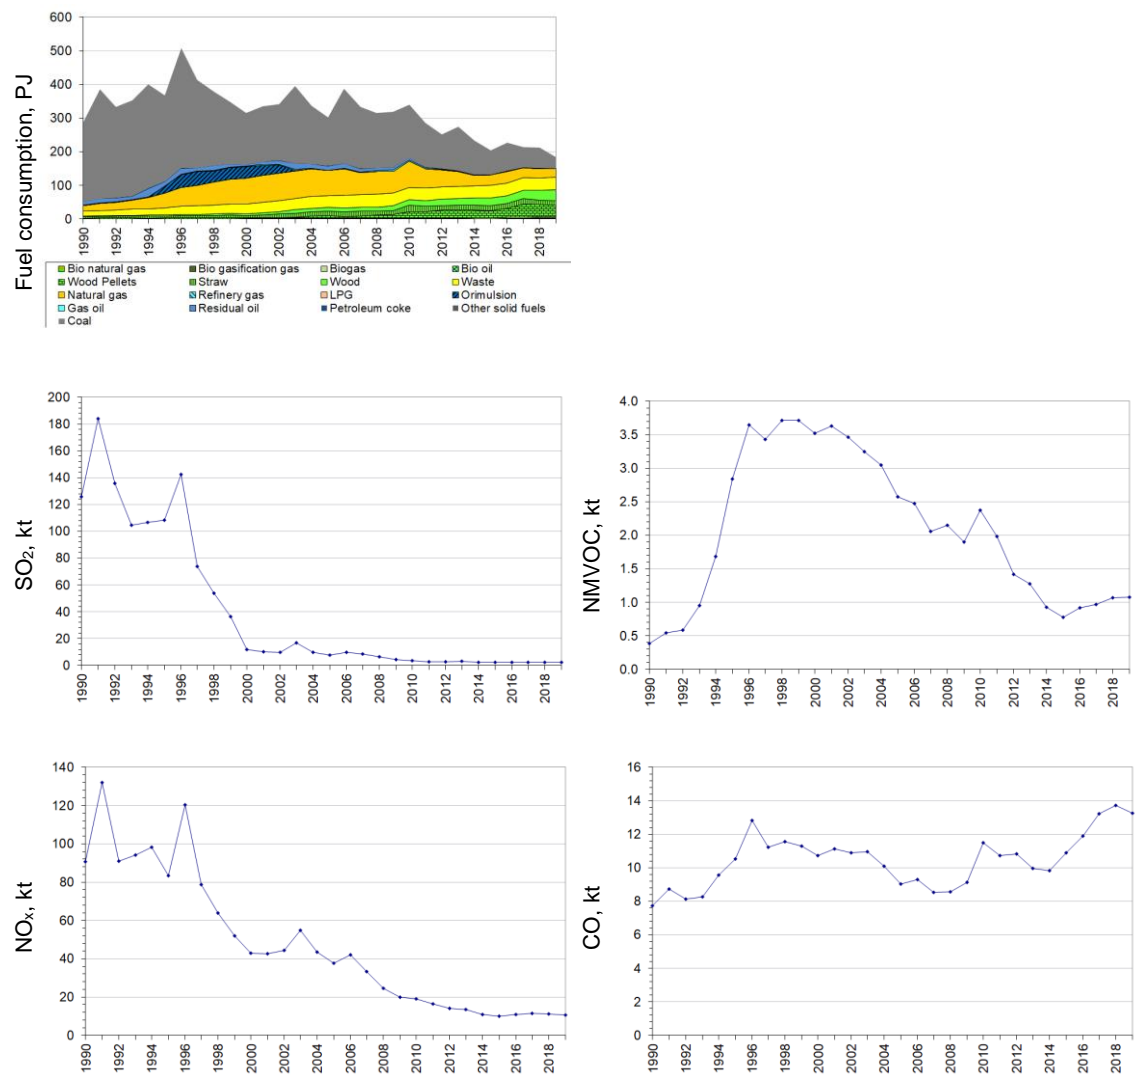 Fuel consumption, PJ
600
500
400
300
200
100
0
1990 1992 1994 1996 1998 2000 2002 2004 2006 2008 2010 2012 2014 2016 2018
Bio natural gas Bio gasification gas Biogas Bio oil
Wood Pellets Straw Wood Waste
Natural gas Refinery gas LPG Orimulsion
Gas oil Residual oil Petroleum coke Other solid fuels
Coal
SO₂, kt
200
180
160
140
120
100
80
60
40
20
0
1990 1992 1994 1996 1998 2000 2002 2004 2006 2008 2010 2012 2014 2016 2018
NMVOC, kt
4.0
3.5
3.0
2.5
2.0
1.5
1.0
0.5
0.0
1990 1992 1994 1996 1998 2000 2002 2004 2006 2008 2010 2012 2014 2016 2018
NOₓ, kt
140
120
100
80
60
40
20
0
1990 1992 1994 1996 1998 2000 2002 2004 2006 2008 2010 2012 2014 2016 2018
CO, kt
16
14
12
10
8
6
4
2
0
1990 1992 1994 1996 1998 2000 2002 2004 2006 2008 2010 2012 2014 2016 2018